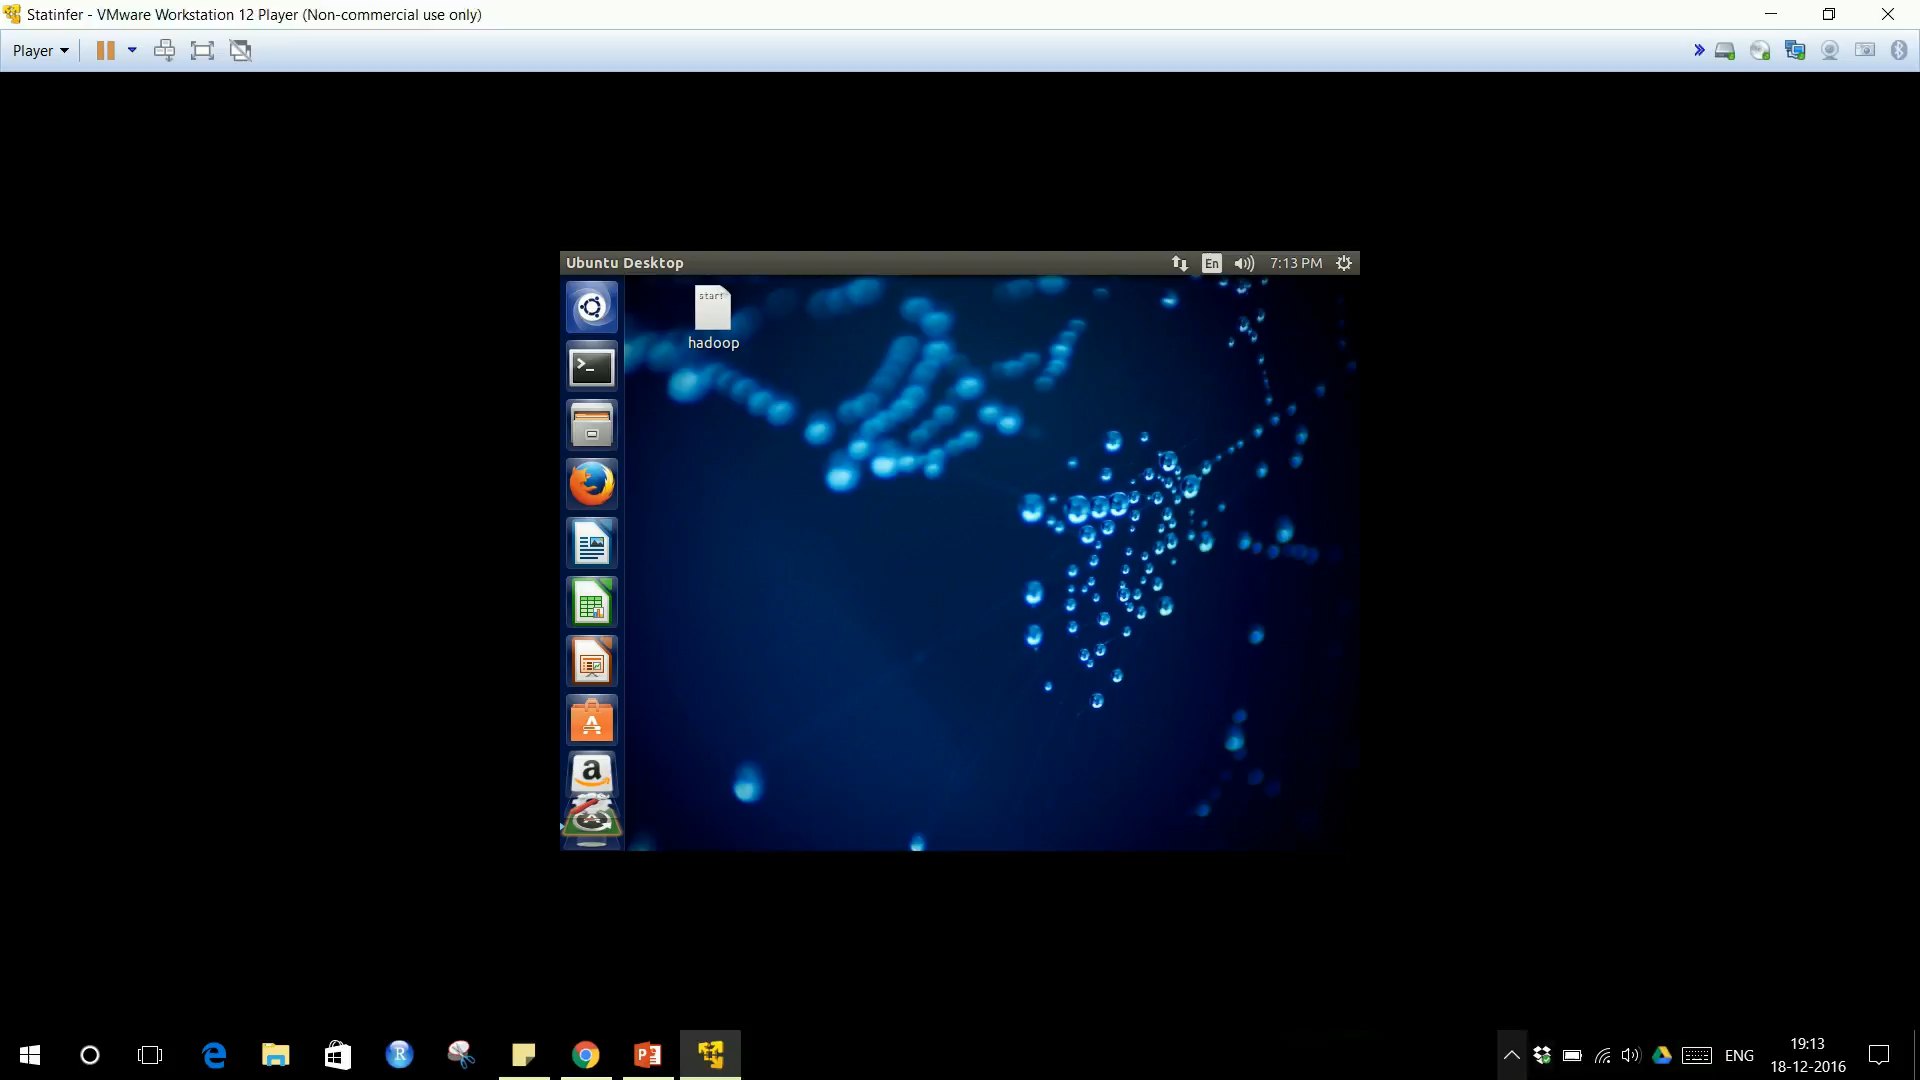 Statinfer - VMware Workstation 12 Player (Non-commercial use only)
Player
Ubuntu Desktop
En
7:13 PM
start
hadoop
>_
A
a
R
P
ENG
19:13
18-12-2016